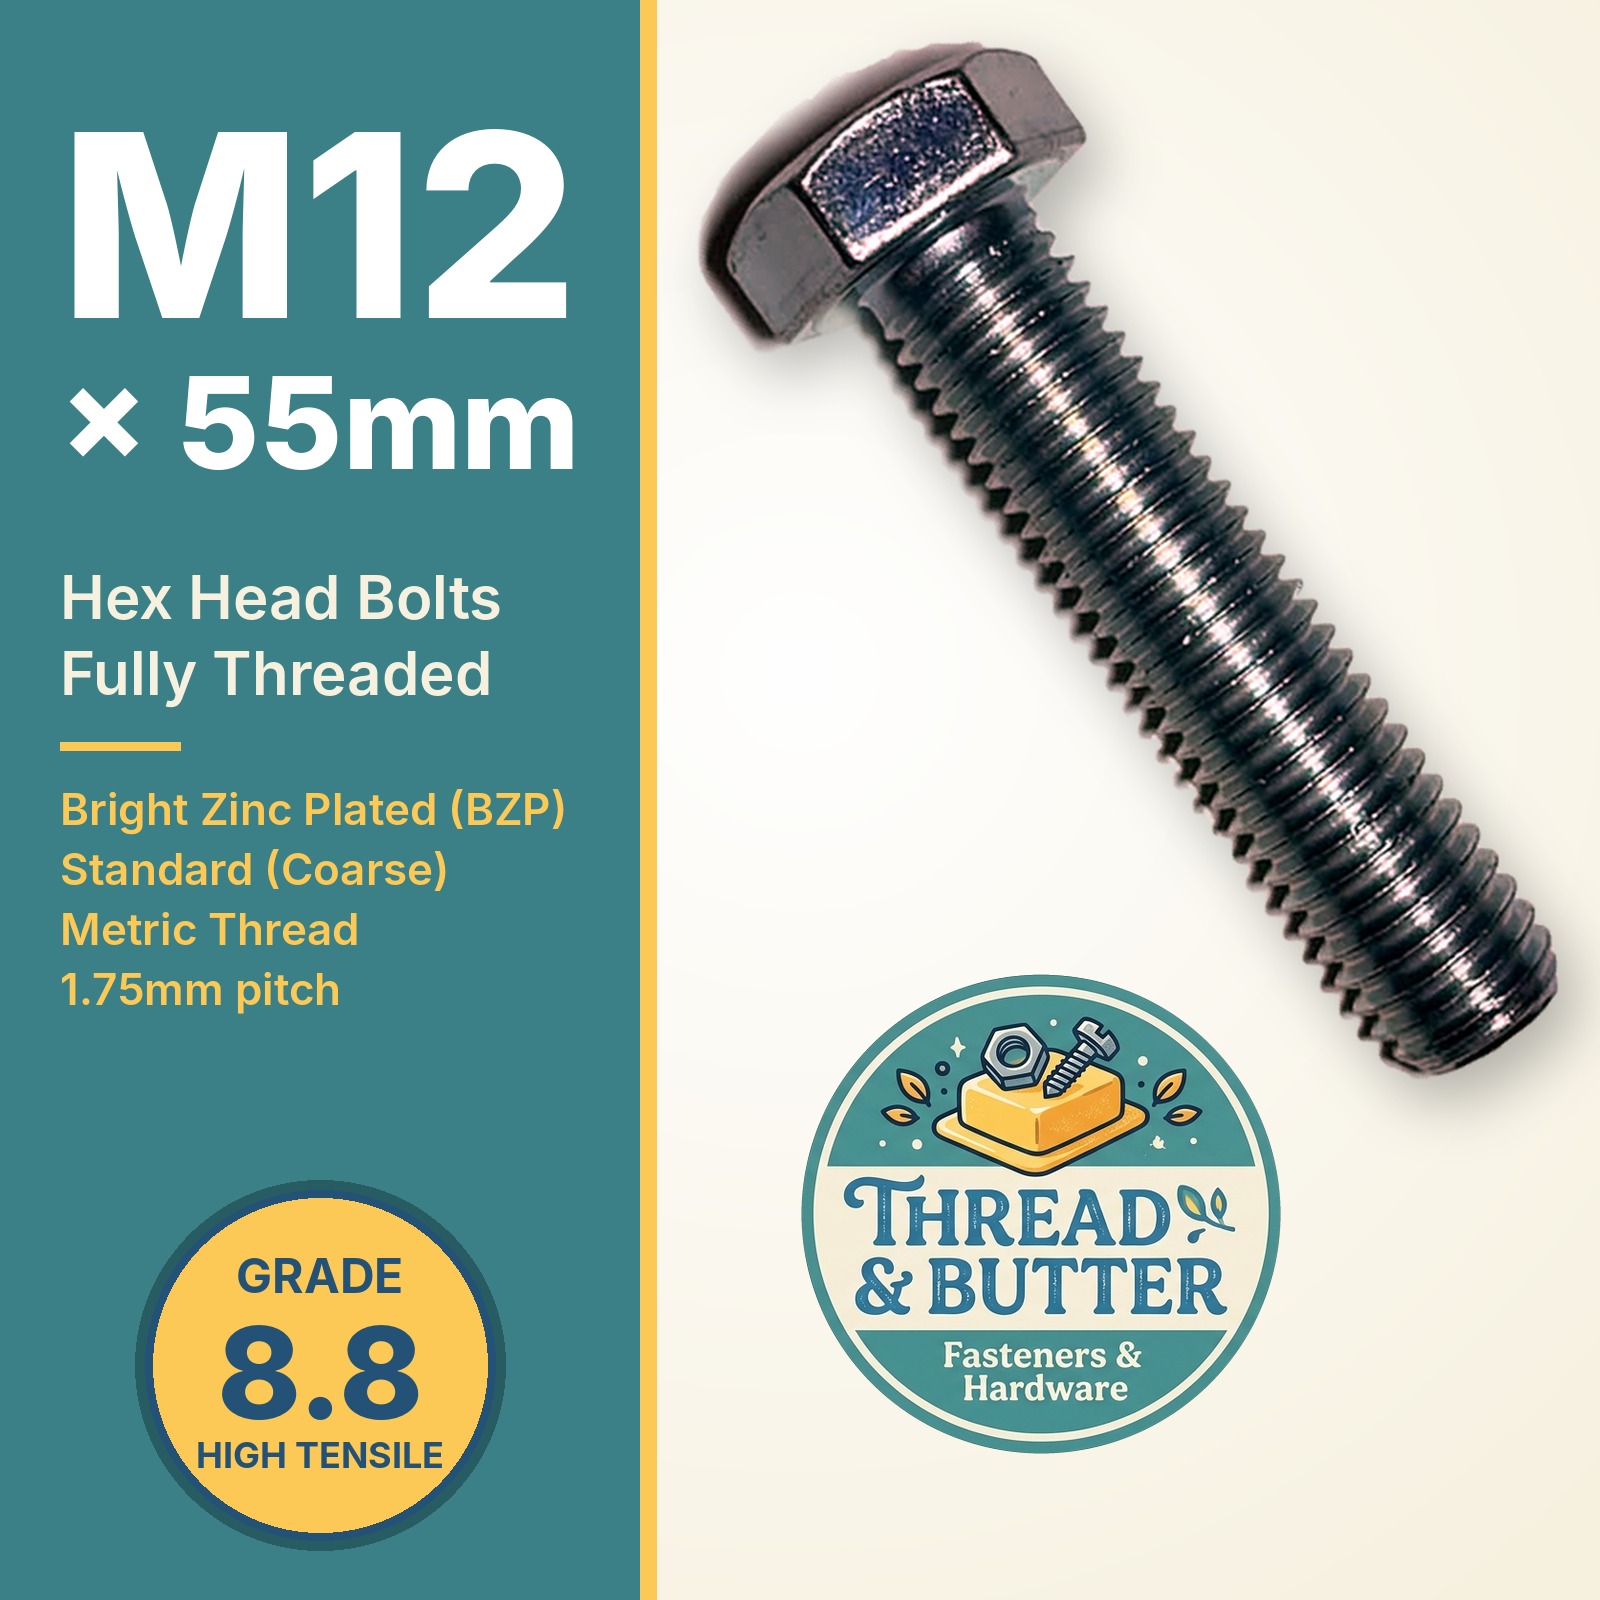 M12
× 55mm
Hex Head Bolts
Fully Threaded
Bright Zinc Plated (BZP)
Standard (Coarse)
Metric Thread
1.75mm pitch
GRADE
8.8
HIGH TENSILE
THREAD
& BUTTER
Fasteners &
Hardware